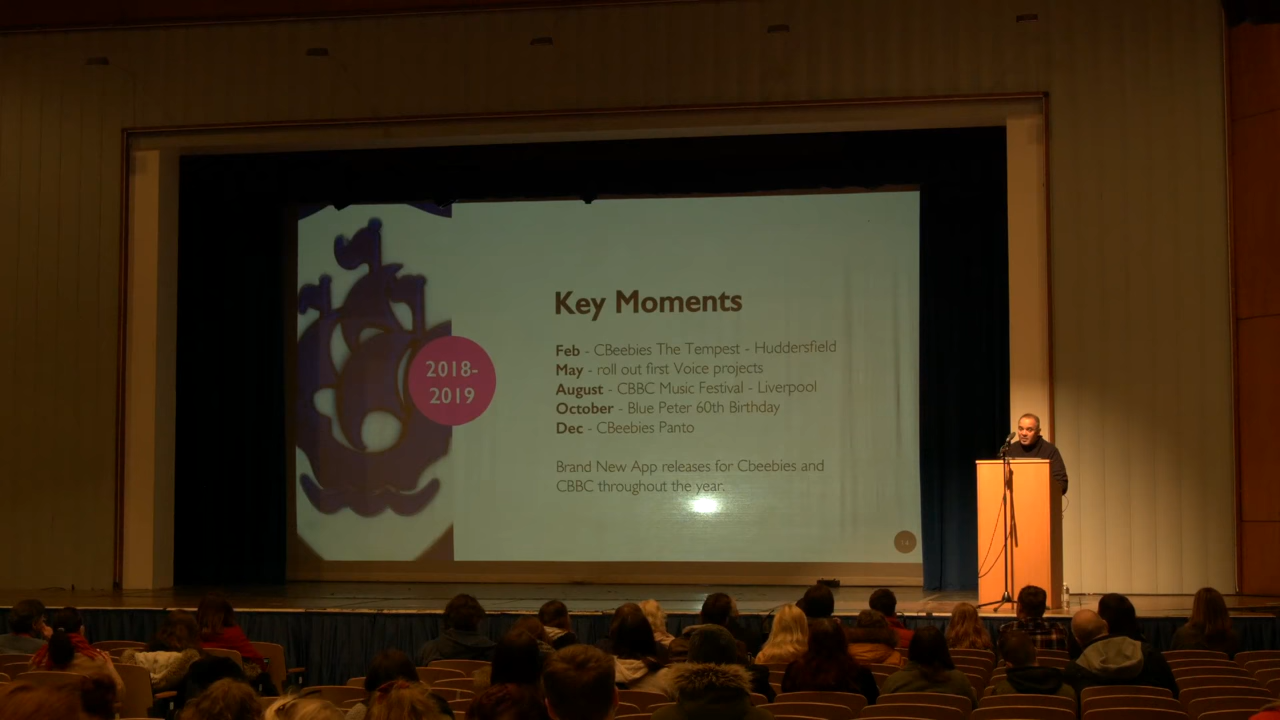 Key Moments
2018-
2019
Feb - CBeebies The Tempest - Huddersfield
May - roll out first Voice projects
August - CBBC Music Festival - Liverpool
October - Blue Peter 60th Birthday
Dec - CBeebies Panto
Brand New App releases for Cbeebies and
CBBC throughout the year.